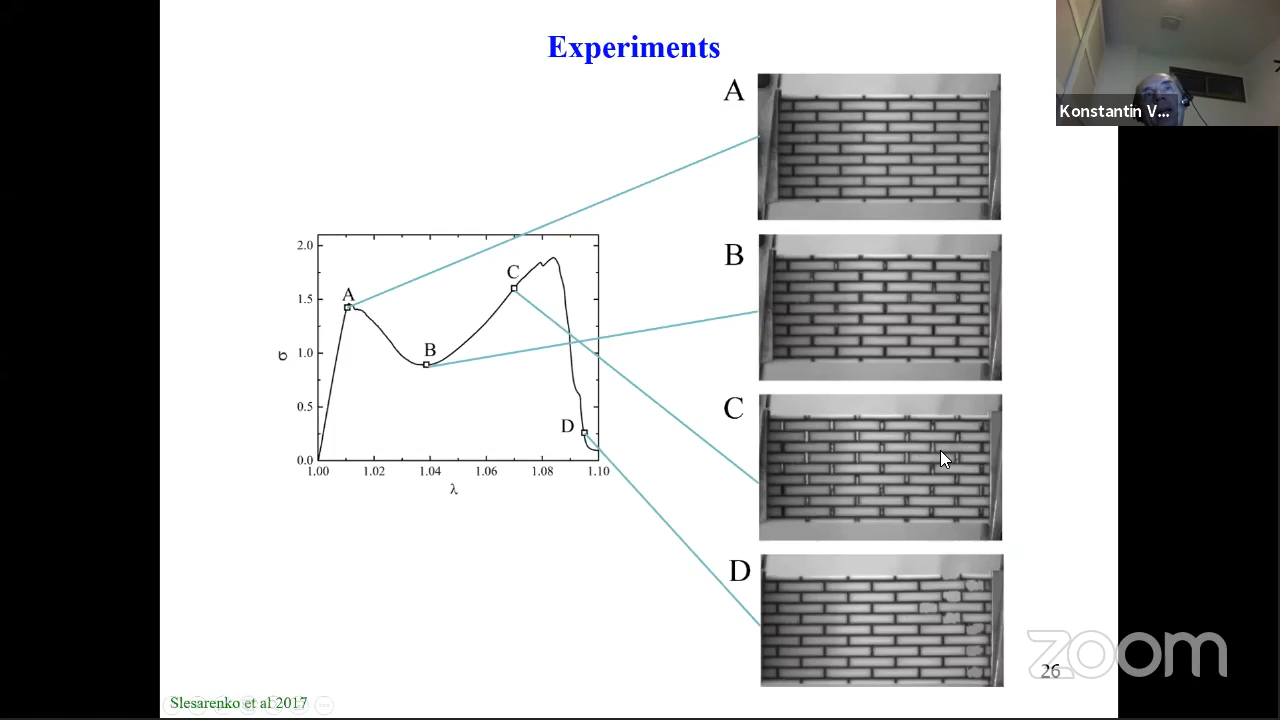 Experiments
Konstantin V...
A
B
C
D
2.0
1.5
1.0
0.5
0.0
σ
A
B
C
D
1.00
1.02
1.04
1.06
1.08
1.10
λ
zoom
26
Slesarenko et al 2017